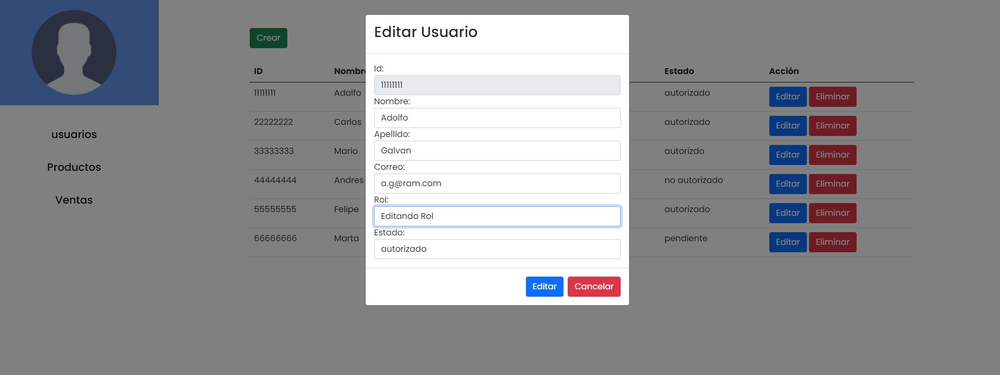 usuarios
Productos
Ventas
Crear
ID Nombre Estado Acción
11111111 Adolfo autorizado Editar Eliminar
22222222 Carlos autorizado Editar Eliminar
33333333 Mario autorizdo Editar Eliminar
44444444 Andres no autorizado Editar Eliminar
55555555 Felipe autorizado Editar Eliminar
66666666 Marta pendiente Editar Eliminar
Editar Usuario
Id:
11111111
Nombre:
Adolfo
Apellido:
Galvan
Correo:
a.g@ram.com
Rol:
Editando Rol
Estado:
autorizado
Editar Cancelar